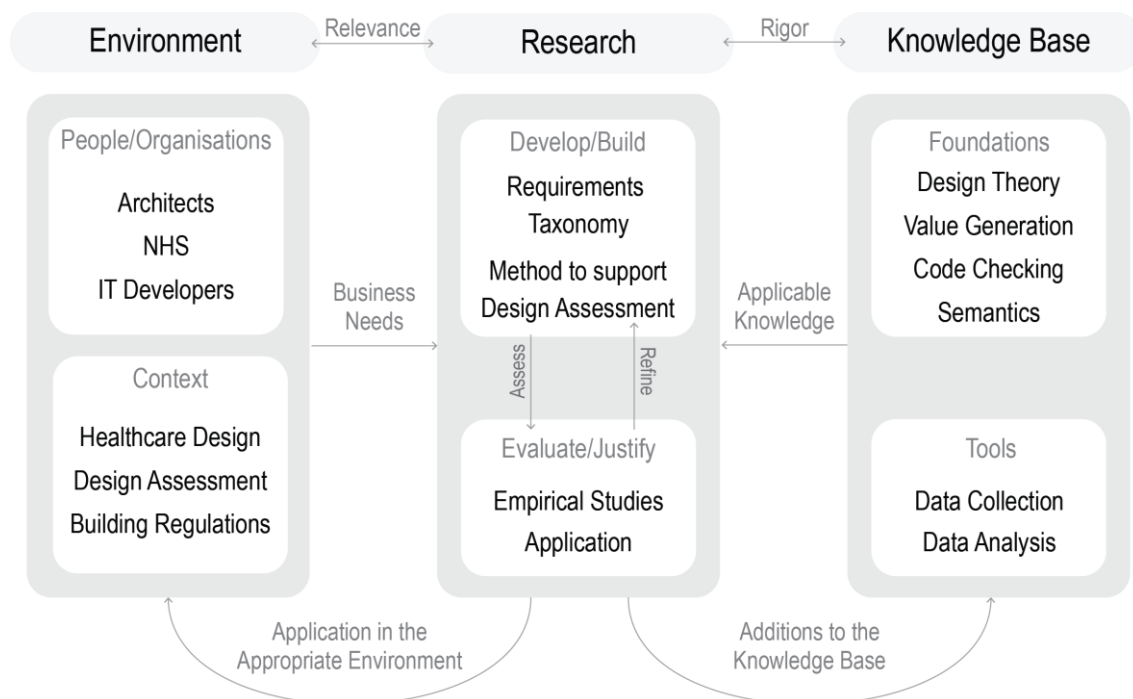 Environment
Relevance
Research
Rigor
Knowledge Base
People/Organisations
Architects
NHS
IT Developers
Context
Healthcare Design
Design Assessment
Building Regulations
Business
Needs
Develop/Build
Requirements
Taxonomy
Method to support
Design Assessment
Assess
Refine
Evaluate/Justify
Empirical Studies
Application
Applicable
Knowledge
Foundations
Design Theory
Value Generation
Code Checking
Semantics
Tools
Data Collection
Data Analysis
Application in the
Appropriate Environment
Additions to the
Knowledge Base